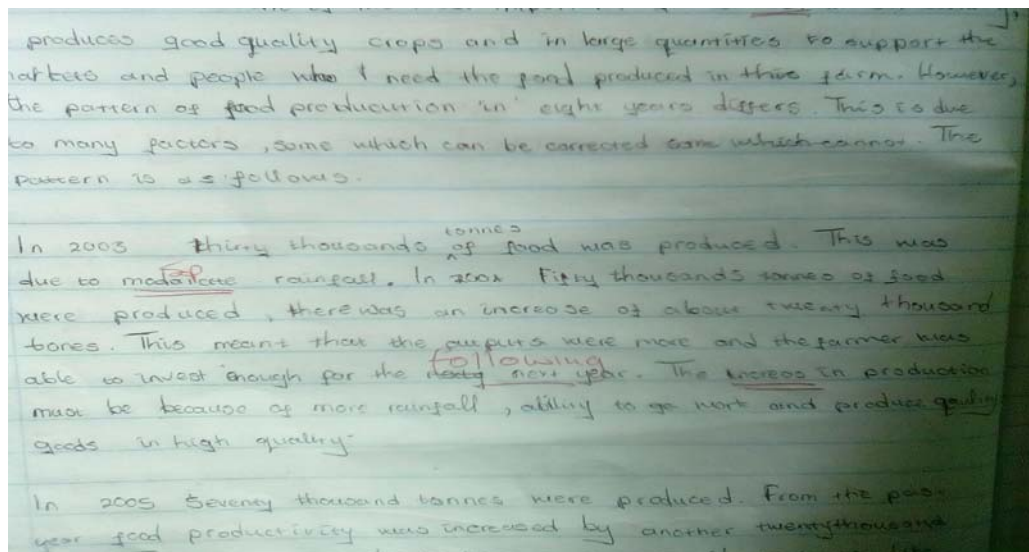 produces good quality crops and in large quantities to support the
arkets and people who need the food produced in this farm. However,
the pattern of food producution in eight years differs. This is due
to many factors, some which can be corrected some which cannot. The
pattern is as follows.
tonnes
In 2003 thirty thousands of food was produced. This was
due to moderate rainfall. In Fifty thousands tonnes of food
were produced, there was an increase of about twenty thousand
tones. This meant that the outputs were more and the farmer was
following
able to invest enough for the next year. The increas in production
must be because of more rainfall, ability to go work and produce
goods in high quality.
In 2005 Seventy thousand tonnes were produced. From the pas-
year food productivity was increased by another twentythousand